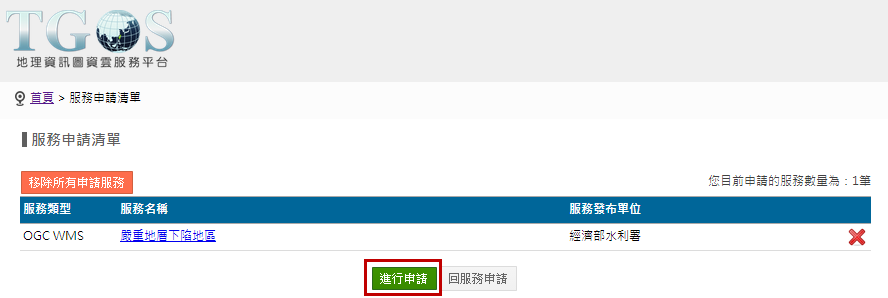 TGOS
地理資訊圖資雲服務平台
首頁 > 服務申請清單
服務申請清單
移除所有申請服務
您目前申請的服務數量為：1筆
服務類型 服務名稱 服務發布單位
OGC WMS 嚴重地層下陷地區 經濟部水利署
進行申請 回服務申請